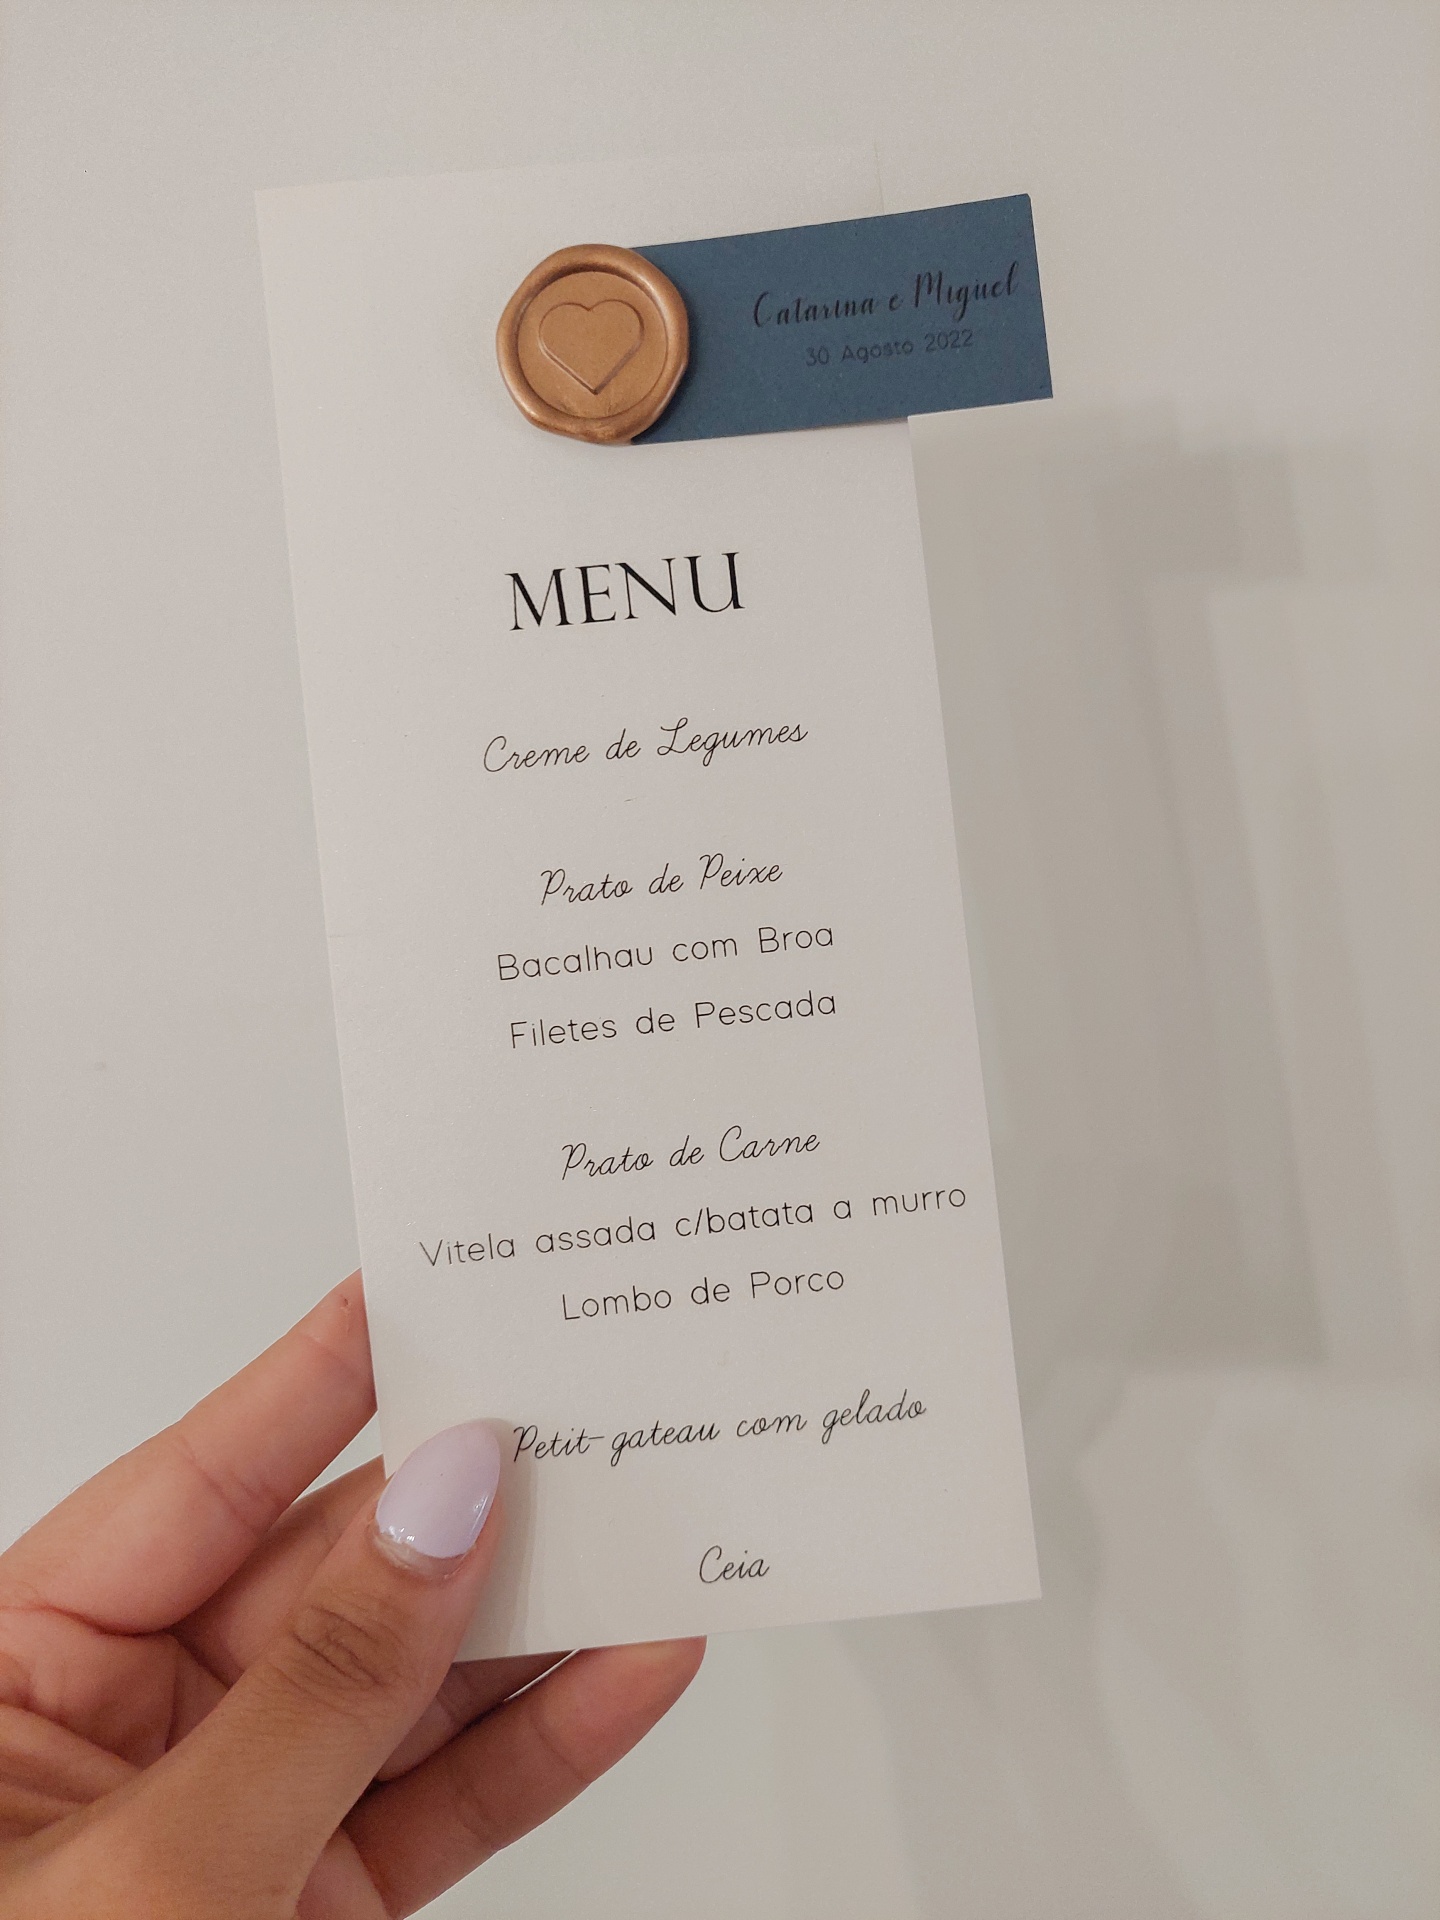 Catarina e Miguel
30 Agosto 2022
MENU
Creme de Legumes
Prato de Peixe
Bacalhau com Broa
Filetes de Pescada
Prato de Carne
Vitela assada c/batata a murro
Lombo de Porco
Petit-gateau com gelado
Ceia